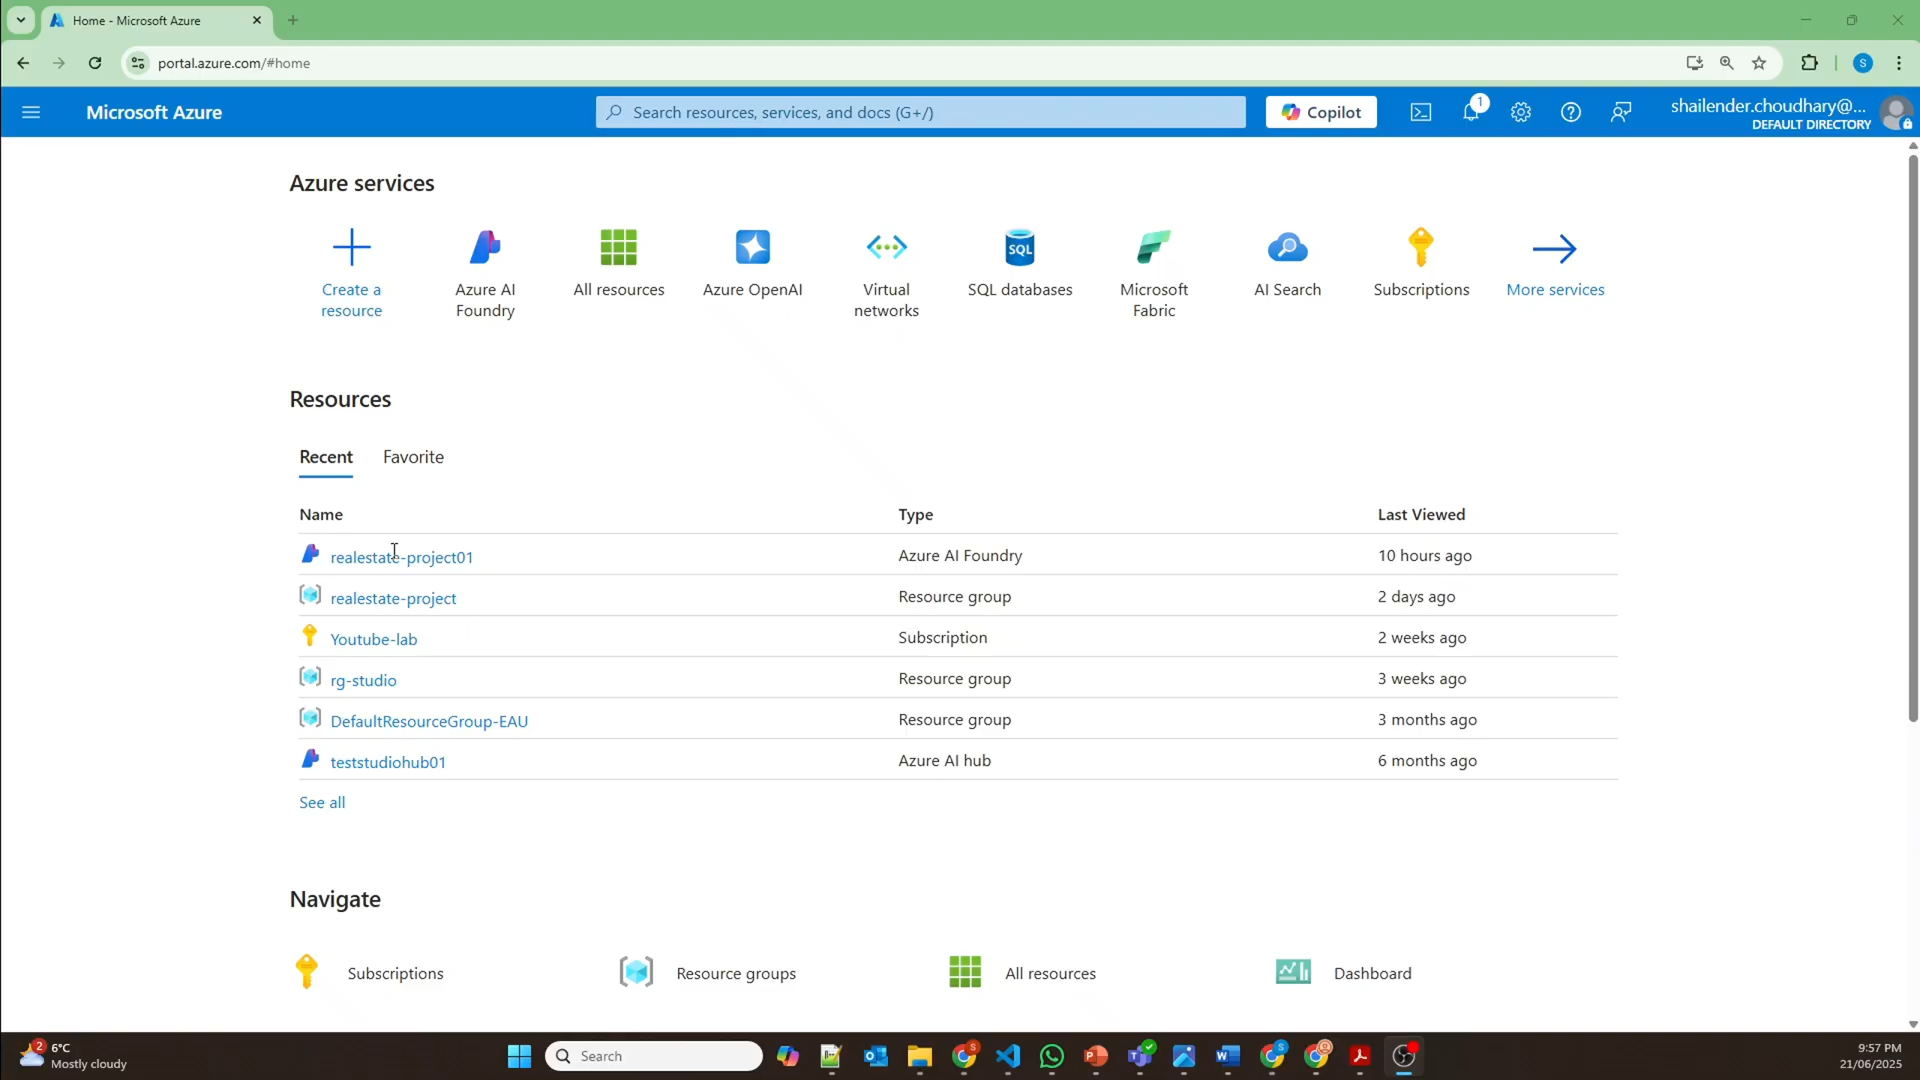 Home - Microsoft Azure
portal.azure.com/#home
S
Microsoft Azure
Search resources, services, and docs (G+/)
Copilot
1
shailender.choudhary@...
DEFAULT DIRECTORY
Azure services
Create a resource
Azure AI Foundry
All resources
Azure OpenAI
Virtual networks
SQL
SQL databases
Microsoft Fabric
AI Search
Subscriptions
More services
Resources
Recent
Favorite
Name Type Last Viewed
realestate-project01 Azure AI Foundry 10 hours ago
realestate-project Resource group 2 days ago
Youtube-lab Subscription 2 weeks ago
rg-studio Resource group 3 weeks ago
DefaultResourceGroup-EAU Resource group 3 months ago
teststudiohub01 Azure AI hub 6 months ago
See all
Navigate
Subscriptions
Resource groups
All resources
Dashboard
2
6°C
Mostly cloudy
Search
9:57 PM
21/06/2025